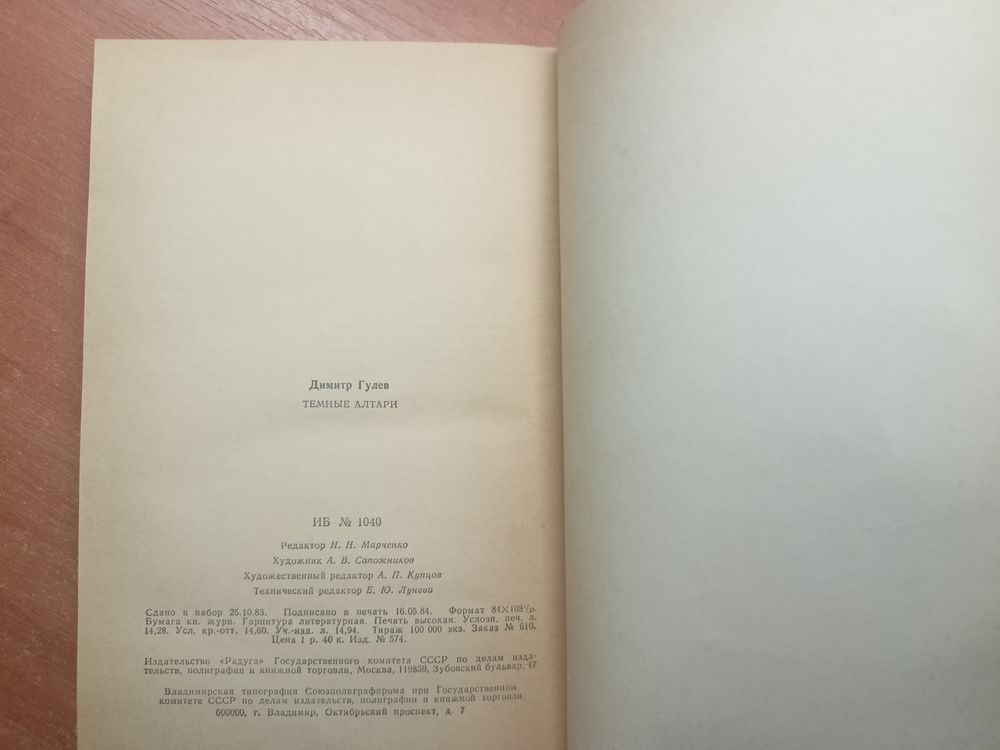 Димитр Гулев
ТЕМНЫЕ АЛТАРИ
ИБ № 1040
Редактор И. Н. Марченко
Художник А. В. Сапожников
Художественный редактор А. П. Купцов
Технический редактор Е. Ю. Лунева
Сдано в набор 25.10.83. Подписано в печать 16.05.84. Формат 84×108¹/₃₂.
Бумага кн. журн. Гарнитура литературная. Печать высокая. Условн. печ. л.
14,28. Усл. кр.-отт. 14,60. Уч.-изд. л. 14,94. Тираж 100 000 экз. Заказ № 610.
Цена 1 р. 40 к. Изд. № 574.
Издательство «Радуга» Государственного комитета СССР по делам изда-
тельств, полиграфии и книжной торговли, Москва, 119859, Зубовский бульвар, 17
Владимирская типография Союзполиграфпрома при Государственном
комитете СССР по делам издательств, полиграфии и книжной торговли
600000, г. Владимир, Октябрьский проспект, д. 7